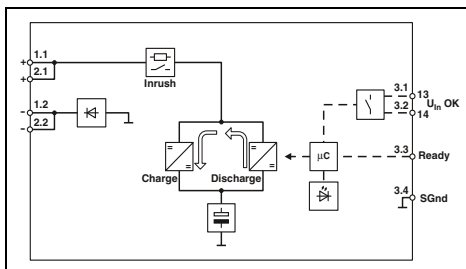 + 1.1
+ 2.1
- 1.2
- 2.2
Inrush
= =
= =
Charge
Discharge
µC
3.1 13
U In OK
3.2 14
3.3 Ready
3.4 SGnd